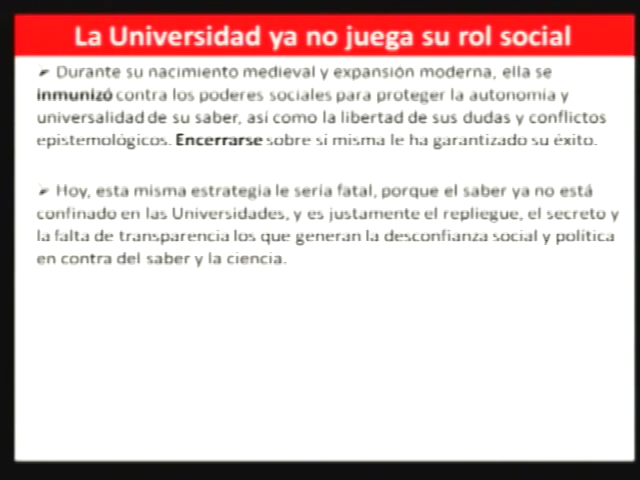 La Universidad ya no juega su rol social
➢ Durante su nacimiento medieval y expansión moderna, ella se
inmunizó contra los poderes sociales para proteger la autonomía y
universalidad de su saber, así como la libertad de sus dudas y conflictos
epistemológicos. Encerrarse sobre si misma le ha garantizado su éxito.
➢ Hoy, esta misma estrategia le sería fatal, porque el saber ya no está
confinado en las Universidades, y es justamente el repliegue, el secreto y
la falta de transparencia los que generan la desconfianza social y política
en contra del saber y la ciencia.